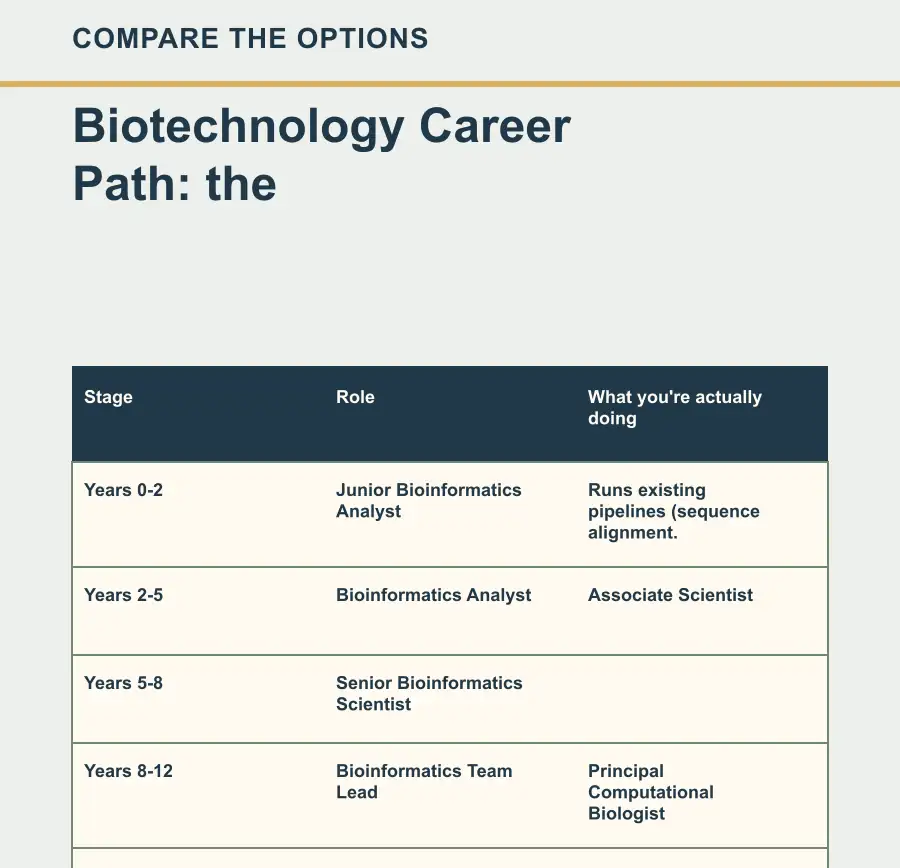 COMPARE THE OPTIONS
Biotechnology Career
Path: the
Stage
Role
What you're actually
doing
Years 0-2
Junior Bioinformatics
Analyst
Runs existing
pipelines (sequence
alignment.
Years 2-5
Bioinformatics Analyst
Associate Scientist
Years 5-8
Senior Bioinformatics
Scientist
Years 8-12
Bioinformatics Team
Lead
Principal
Computational
Biologist